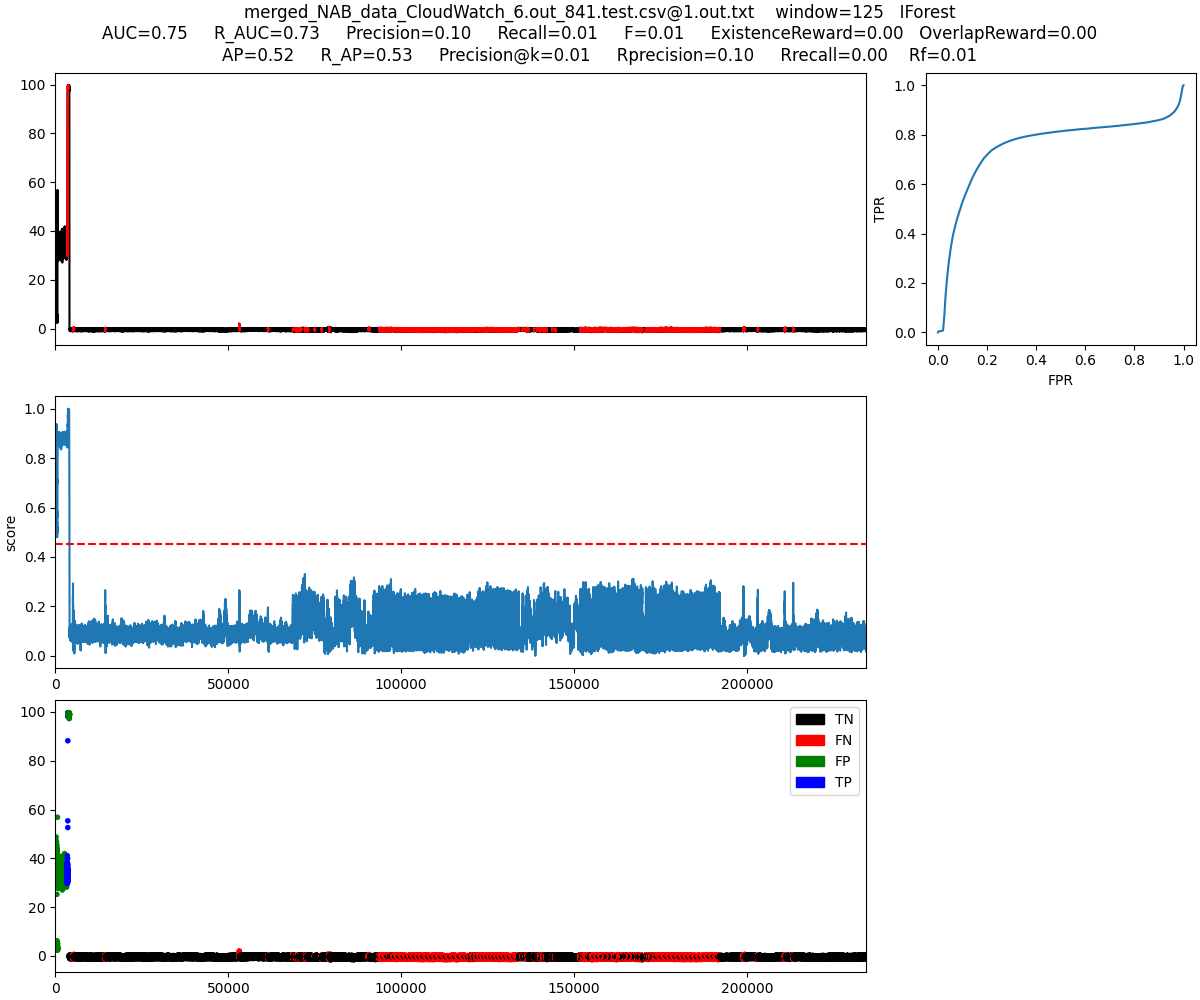 merged_NAB_data_CloudWatch_6.out_841.test.csv@1.out.txt    window=125   IForest
AUC=0.75     R_AUC=0.73     Precision=0.10     Recall=0.01     F=0.01     ExistenceReward=0.00   OverlapReward=0.00
AP=0.52     R_AP=0.53     Precision@k=0.01     Rprecision=0.10     Rrecall=0.00    Rf=0.01
100
80
60
40
20
0
1.0
0.8
0.6
0.4
0.2
0.0
TPR
0.0 0.2 0.4 0.6 0.8 1.0
FPR
1.0
0.8
0.6
0.4
0.2
0.0
score
0 50000 100000 150000 200000
100
80
60
40
20
0
TN
FN
FP
TP
0 50000 100000 150000 200000